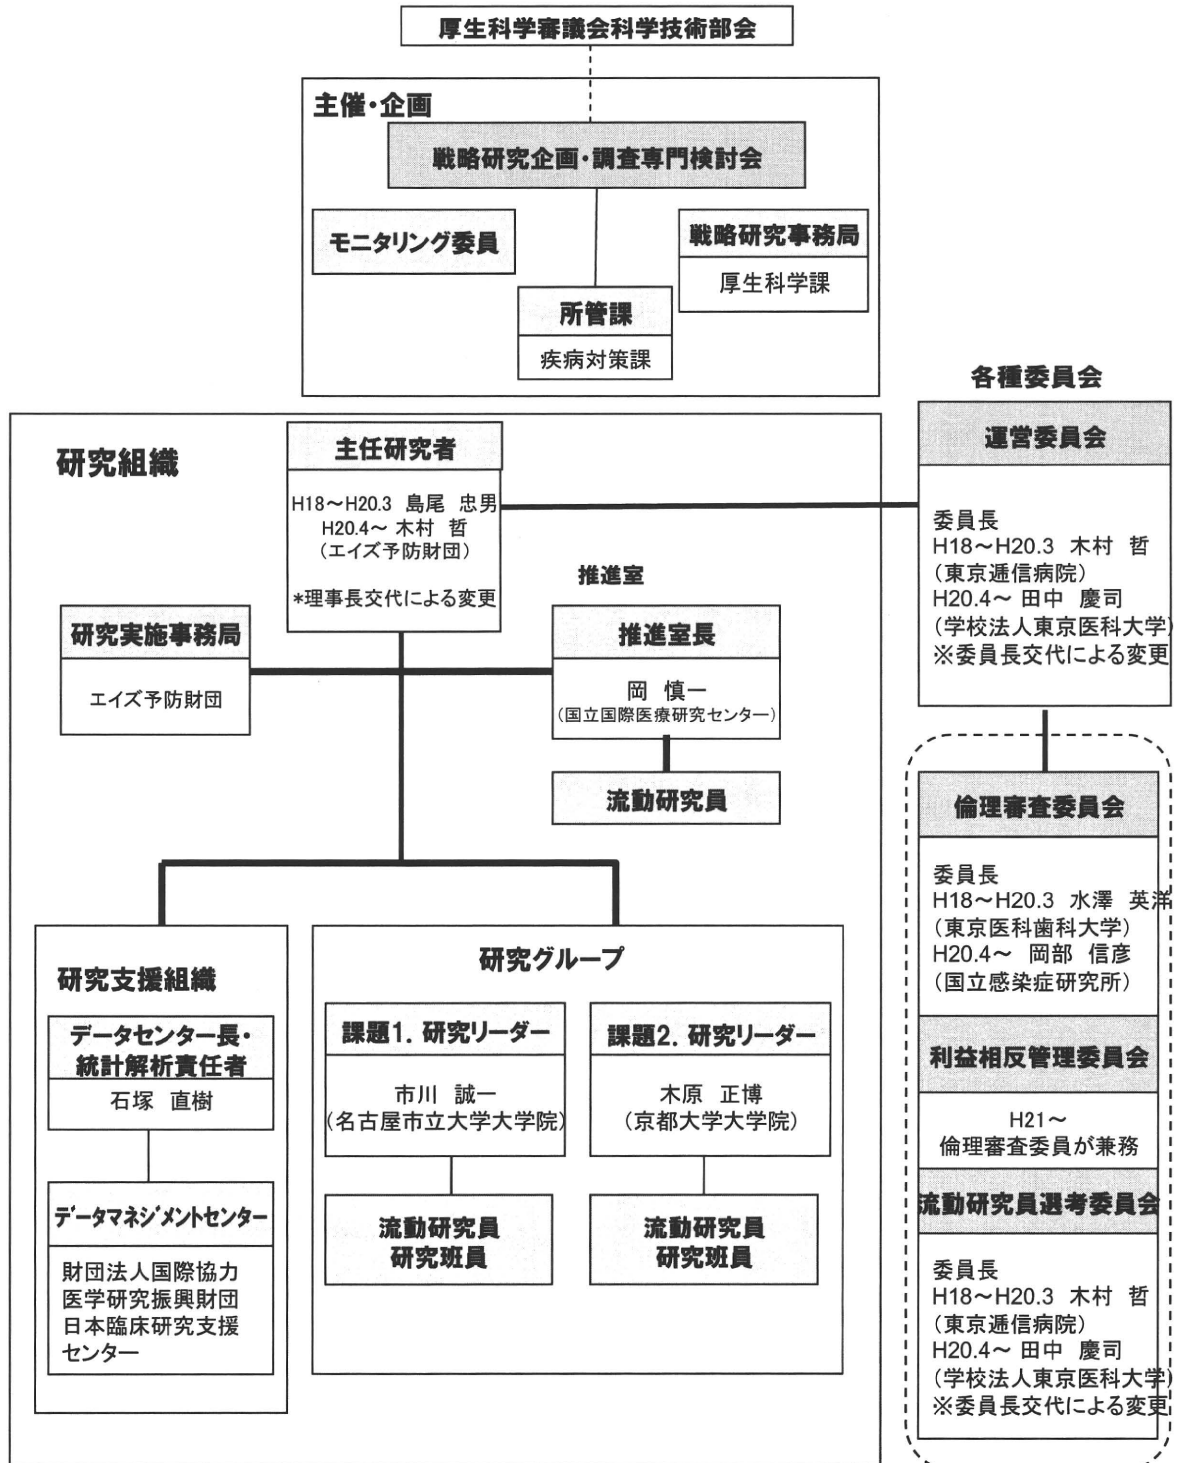 厚生科学審議会科学技術部会
主催・企画
戦略研究企画・調査専門検討会
モニタリング委員
戦略研究事務局
厚生科学課
所管課
疾病対策課
研究組織
主任研究者
H18～H20.3 島尾 忠男
H20.4～ 木村 哲
（エイズ予防財団）
*理事長交代による変更
研究実施事務局
エイズ予防財団
推進室
推進室長
岡 慎一
（国立国際医療研究センター）
流動研究員
研究支援組織
データセンター長・
統計解析責任者
石塚 直樹
データマネジメントセンター
財団法人国際協力
医学研究振興財団
日本臨床研究支援
センター
研究グループ
課題1．研究リーダー
市川 誠一
（名古屋市立大学大学院）
流動研究員
研究班員
課題2．研究リーダー
木原 正博
（京都大学大学院）
流動研究員
研究班員
各種委員会
運営委員会
委員長
H18～H20.3 木村 哲
（東京逓信病院）
H20.4～ 田中 慶司
（学校法人東京医科大学）
※委員長交代による変更
倫理審査委員会
委員長
H18～H20.3 水澤 英洋
（東京医科歯科大学）
H20.4～ 岡部 信彦
（国立感染症研究所）
利益相反管理委員会
H21～
倫理審査委員が兼務
流動研究員選考委員会
委員長
H18～H20.3 木村 哲
（東京逓信病院）
H20.4～ 田中 慶司
（学校法人東京医科大学）
※委員長交代による変更